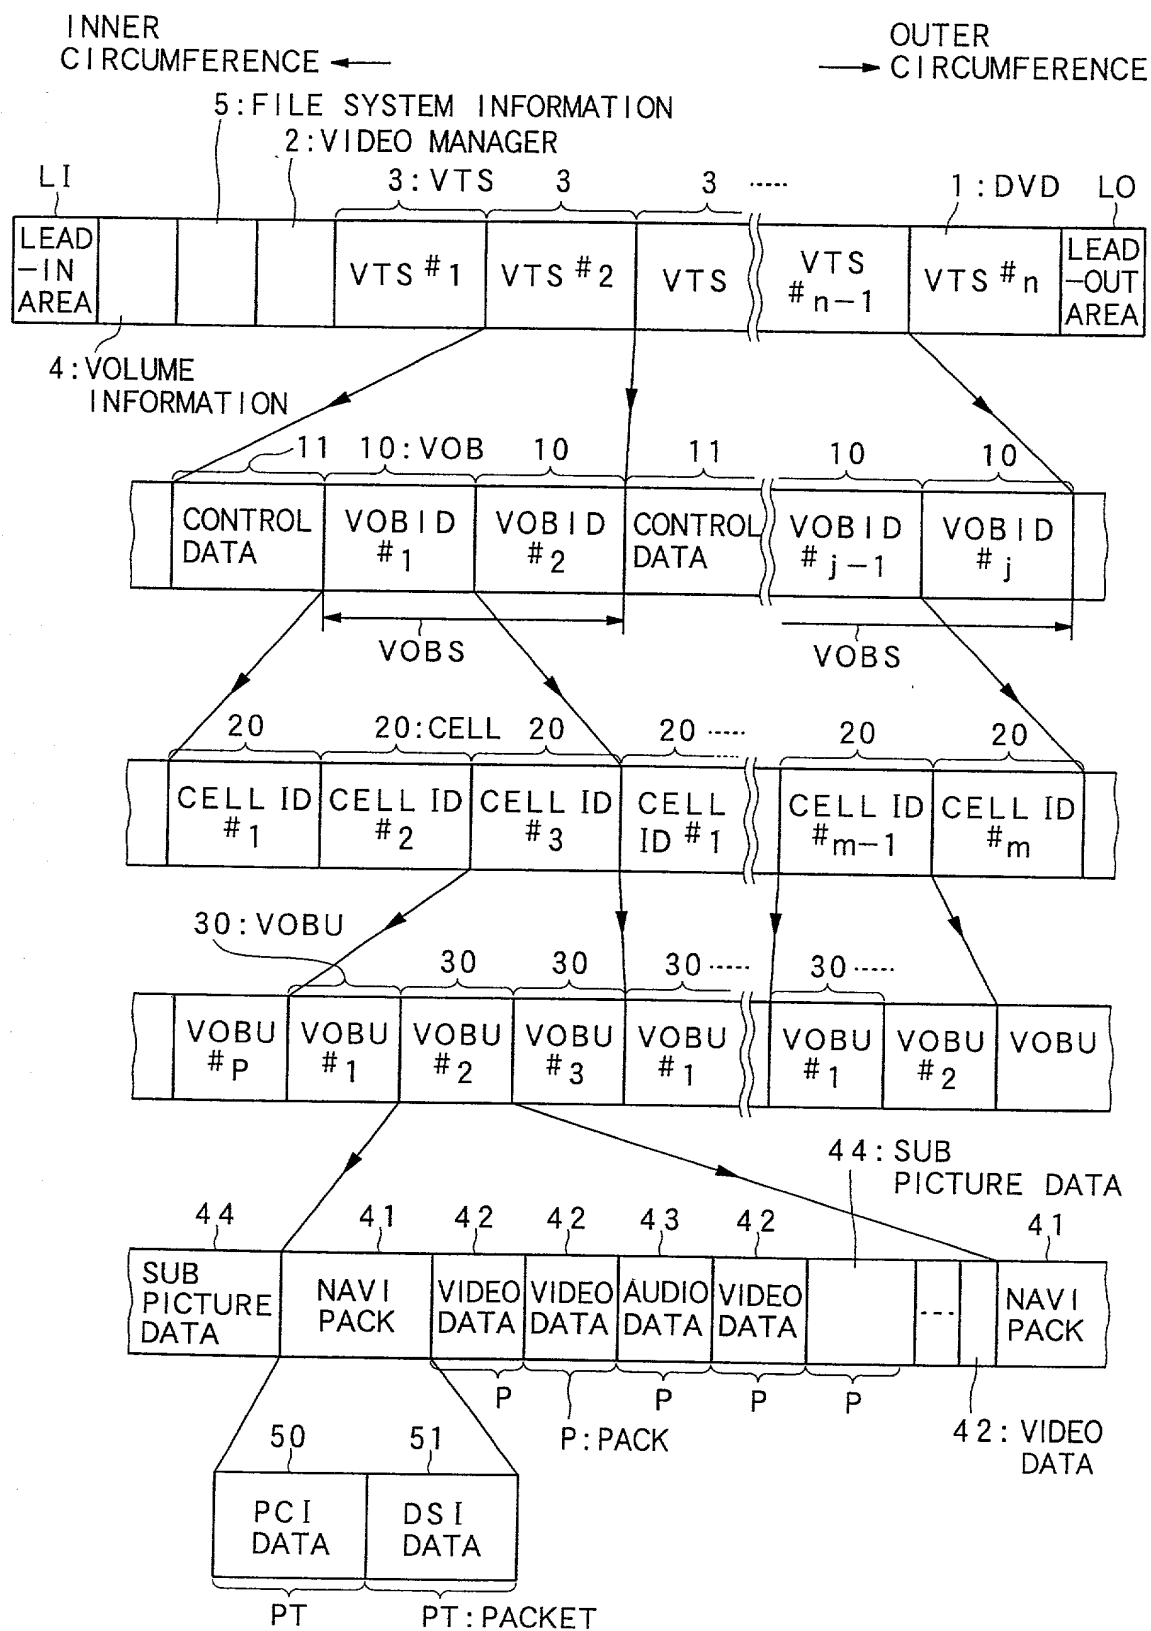 INNER
CIRCUMFERENCE
OUTER
CIRCUMFERENCE
5:FILE SYSTEM INFORMATION
2:VIDEO MANAGER
LI
3:VTS
3
3 .....
1:DVD
LO
LEAD
-IN
AREA
VTS #1
VTS #2
VTS
VTS
#n-1
VTS #n
LEAD
-OUT
AREA
4:VOLUME
INFORMATION
11
10:VOB
10
11
10
10
CONTROL
DATA
VOBID
#1
VOBID
#2
CONTROL
DATA
VOBID
#j-1
VOBID
#j
VOBS
VOBS
20
20:CELL
20
20 .....
20
20
CELL ID
#1
CELL ID
#2
CELL ID
#3
CELL
ID #1
CELL ID
#m-1
CELL ID
#m
30:VOBU
30
30
30 .....
30 .....
VOBU
#P
VOBU
#1
VOBU
#2
VOBU
#3
VOBU
#1
VOBU
#1
VOBU
#2
VOBU
44:SUB
PICTURE DATA
44
41
42
42
43
42
41
SUB
PICTURE
DATA
NAVI
PACK
VIDEO
DATA
VIDEO
DATA
AUDIO
DATA
VIDEO
DATA
...
NAVI
PACK
P
P:PACK
P
P
P
42:VIDEO
DATA
50
51
PCI
DATA
DSI
DATA
PT
PT:PACKET